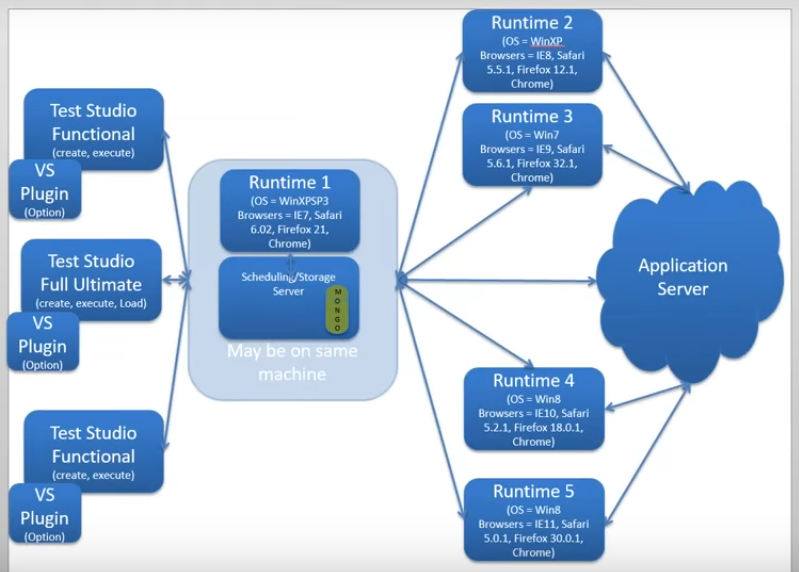 Test Studio
Functional
(create, execute)
VS
Plugin
(Option)
Test Studio
Full Ultimate
(create, execute, Load)
VS
Plugin
(Option)
Test Studio
Functional
(create, execute)
VS
Plugin
(Option)
Runtime 1
(OS = WinXPSP3
Browsers = IE7, Safari
6.02, Firefox 21,
Chrome)
Scheduling/Storage
Server
M
O
N
G
O
May be on same
machine
Runtime 2
(OS = WinXP
Browsers = IE8, Safari
5.5.1, Firefox 12.1,
Chrome)
Runtime 3
(OS = Win7
Browsers = IE9, Safari
5.6.1, Firefox 32.1,
Chrome)
Application
Server
Runtime 4
(OS = Win8
Browsers = IE10, Safari
5.2.1, Firefox 18.0.1,
Chrome)
Runtime 5
(OS = Win8
Browsers = IE11, Safari
5.0.1, Firefox 30.0.1,
Chrome)